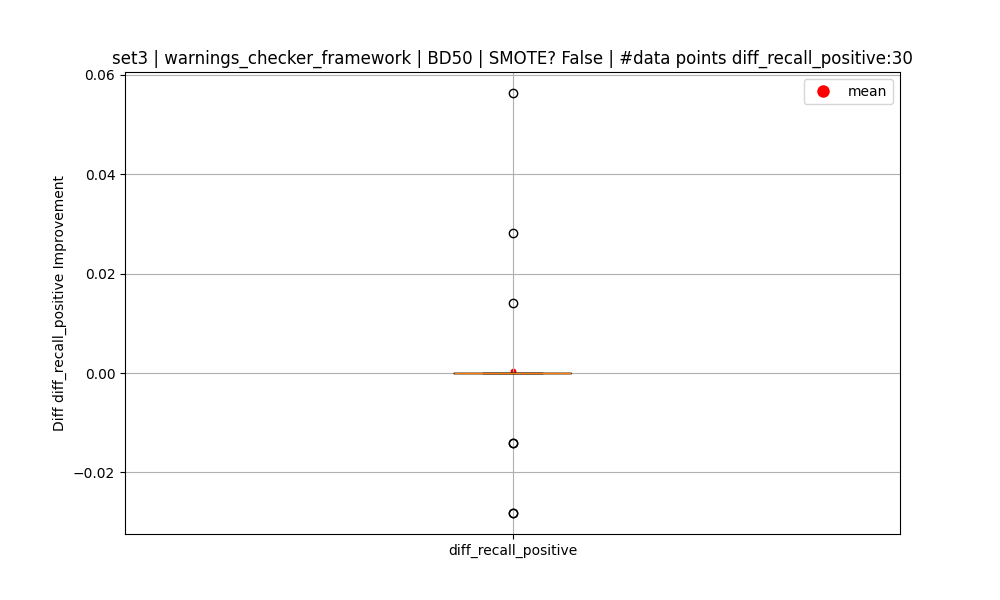 set3 | warnings_checker_framework | BD50 | SMOTE? False | #data points diff_recall_positive:30
mean
0.06
0.04
0.02
0.00
−0.02
Diff diff_recall_positive Improvement
diff_recall_positive